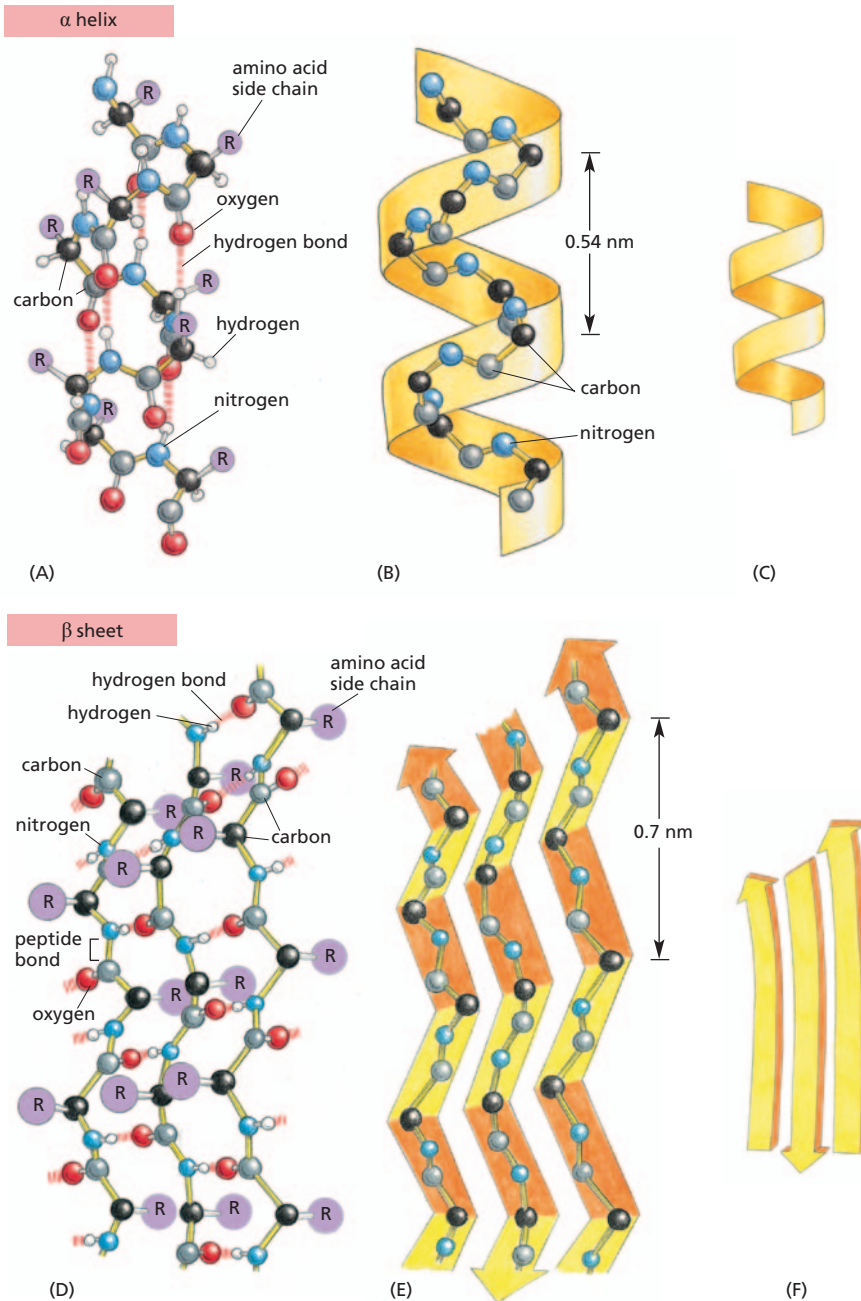 α helix
R
amino acid
side chain
R
R
oxygen
R
hydrogen bond
0.54 nm
carbon
R
R
hydrogen
R
carbon
R
nitrogen
nitrogen
R
(A)
(B)
(C)
β sheet
hydrogen bond
amino acid
side chain
hydrogen
R
carbon
R
R
R
carbon
0.7 nm
nitrogen
R
R
peptide
bond
R
R
R
oxygen
R
R
R
R
R
R
(D)
(E)
(F)